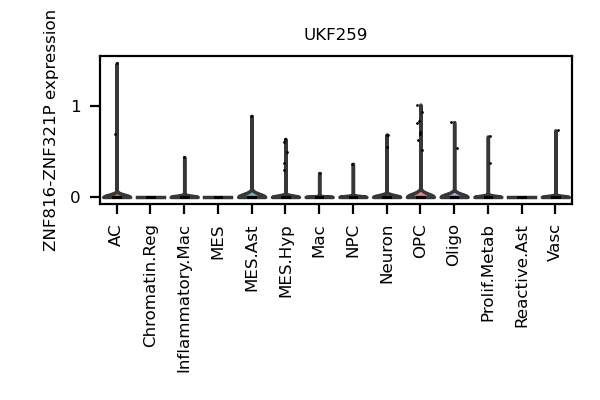 UKF259
ZNF816-ZNF321P expression
1
0
AC
Chromatin.Reg
Inflammatory.Mac
MES
MES.Ast
MES.Hyp
Mac
NPC
Neuron
OPC
Oligo
Prolif.Metab
Reactive.Ast
Vasc